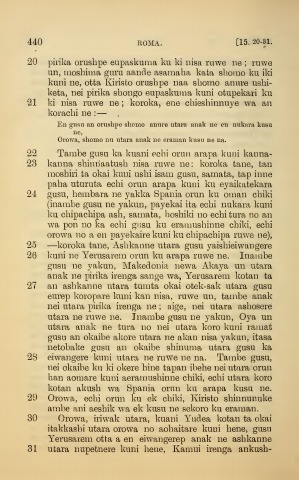 440 ROMA. [15. 20-31.
20 pirika orushpe eupaskuma ku ki nisa ruwe ne; ruwe
un, moshima guru aande asamaha kata shomo ku iki
kuni ne, otta Kiristo orushpe naa shomo anure ushi-
keta, nei pirika shongo eupaskuma kuni otupekari ku
21 ki nisa ruwe ne; koroka, ene chieshinnuye wa an
korachi ne:—
En gusu an orushpe shomo anure utara anak ne eu nukara kusu
ne,
Orowa, shomo nu utara anak ne eraman kusu ne na.
22 Tambe gusu ka kusni echi orun arapa kuni kauna-
23 kanna shiniaatush nisa ruwe ne: koroka tane, tan
moshiri ta okai kuni ushi isam gusu, samata, tap inne
paha uturuta echi orun arapa kuni ku eyaikatekara
24 gusu, hembara ne yakka Spania orun ku oman chiki
(inambe gusu ne yakun, payekai ita echi nukara kuni
ku chipachipa ash, samata, hoshiki no echi tura no an
wa pon no ka echi gusu ku eramushinne chiki, echi
orowa no a en payekaire kuni ku chipachipa ruwe ne),
25 —koroka tane, Ashkanne utara gusu yaishieiwangere
26 kuni ne Yerusarem orun ku arapa ruwe ne. Inambe
gusu ne yakun, Makedonia newa Akaya un utara
anak ne pirika irenga sange wa, Yerusarem kotan ta
27 an ashkanne utara tumta okai otek-sak utara gusu
eurep koropare kuni kan nisa, ruwe un, tambe anak
nei utara pirika irenga ne; aige, nei utara ashosere
utara ne ruwe ne. Inambe gusu ne yakun, Oya un
utara anak ne tura no nei utara koro kuni ramat
gusu an okaibe akore utara ne akan nisa yakun, itasa
netobake gusu an okaibe shinuma utara gusu ka
28 eiwangere kuni utara ne ruwe ne na. Tambe gusu,
nei okaibe ku ki okere hine tapan ibehe nei utara orun
han aomare kuni aeramushinne chiki, echi utara koro
kotan akush wa Spania orun ku arapa kusu ne.
29 Orowa, echi orun ku ek chiki, Kiristo shinnunuke
ambe ani aeshik wa ek kusu ne sekoro ku eraman.
30 Orowa, iriwak utara, kuani Yudea kotan ta okai
itakkashi utara orowa no aohaitare kuni hene, gusu
Yerusarem otta a en eiwangerep anak ne ashkanne
31 utara nupetnere kuni hene, Kamui irenga ankush-